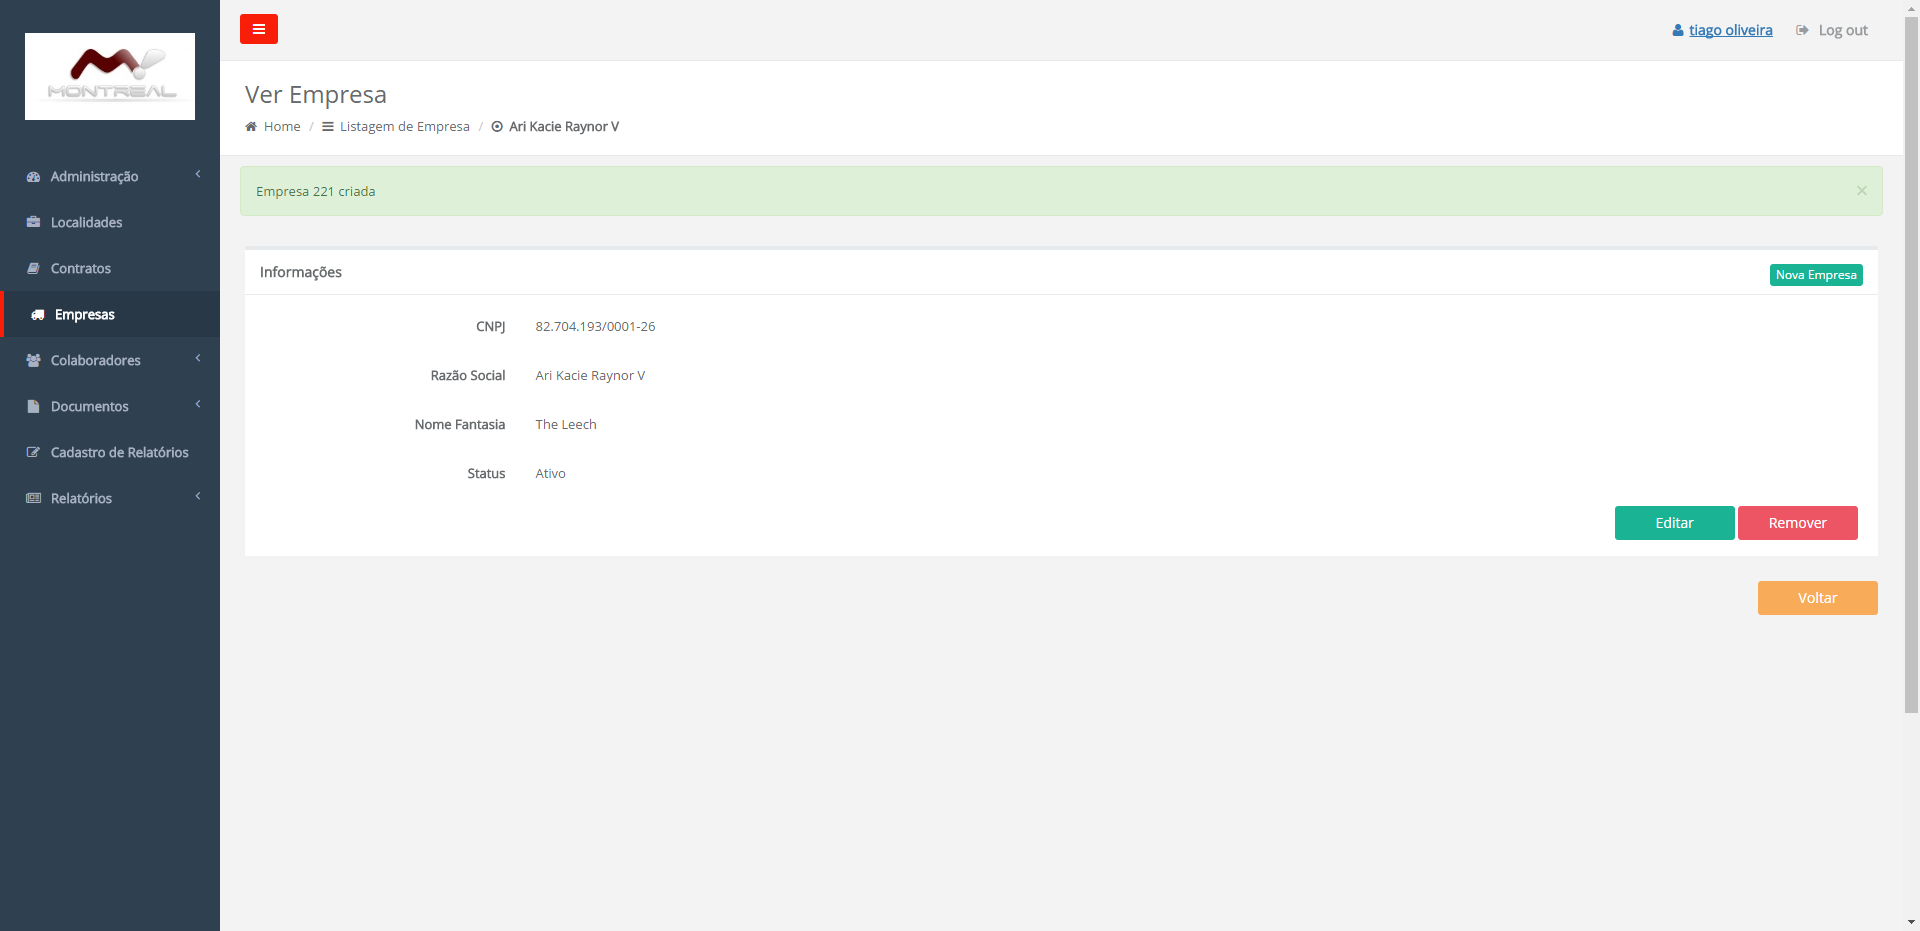 MONTREAL
Administração
Localidades
Contratos
Empresas
Colaboradores
Documentos
Cadastro de Relatórios
Relatórios
tiago oliveira Log out
Ver Empresa
Home / Listagem de Empresa / Ari Kacie Raynor V
Empresa 221 criada ×
Informações Nova Empresa
CNPJ 82.704.193/0001-26
Razão Social Ari Kacie Raynor V
Nome Fantasia The Leech
Status Ativo
Editar Remover
Voltar